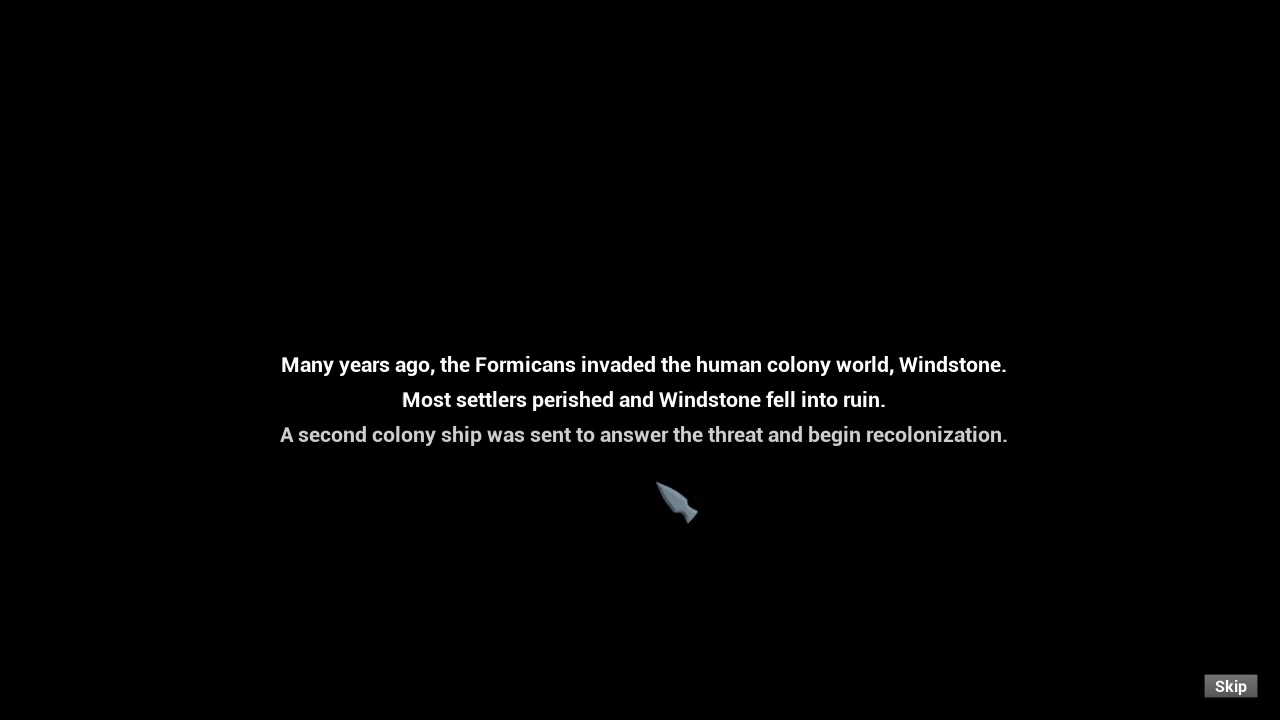 Many years ago, the Formicans invaded the human colony world, Windstone.
Most settlers perished and Windstone fell into ruin.
A second colony ship was sent to answer the threat and begin recolonization.
Skip